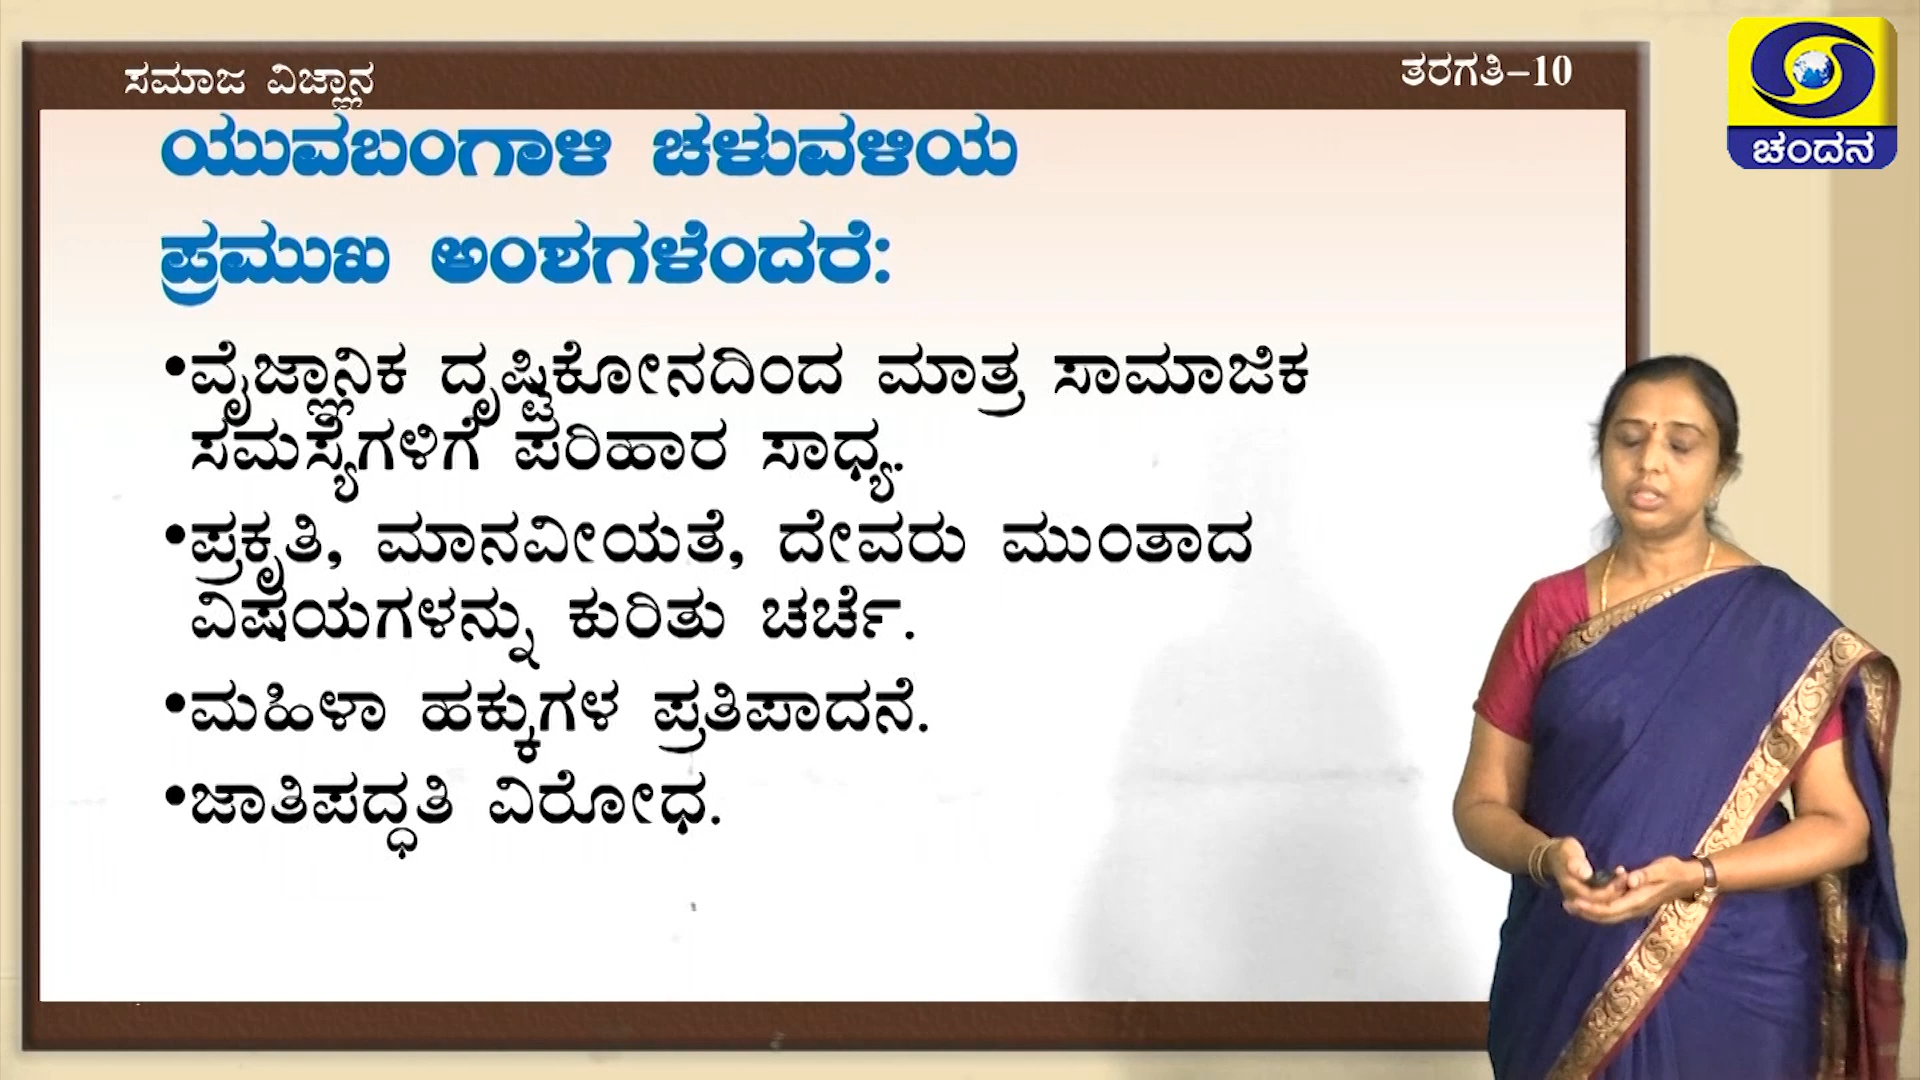 ಸಮಾಜ ವಿಜ್ಞಾನ
ತರಗತಿ–10
ಚಂದನ
ಯುವಬಂಗಾಳಿ ಚಳುವಳಿಯ
ಪ್ರಮುಖ ಅಂಶಗಳೆಂದರೆ:
•ವೈಜ್ಞಾನಿಕ ದೃಷ್ಟಿಕೋನದಿಂದ ಮಾತ್ರ ಸಾಮಾಜಿಕ
ಸಮಸ್ಯೆಗಳಿಗೆ ಪರಿಹಾರ ಸಾಧ್ಯ.
•ಪ್ರಕೃತಿ, ಮಾನವೀಯತೆ, ದೇವರು ಮುಂತಾದ
ವಿಷಯಗಳನ್ನು ಕುರಿತು ಚರ್ಚೆ.
•ಮಹಿಳಾ ಹಕ್ಕುಗಳ ಪ್ರತಿಪಾದನೆ.
•ಜಾತಿಪದ್ಧತಿ ವಿರೋಧ.